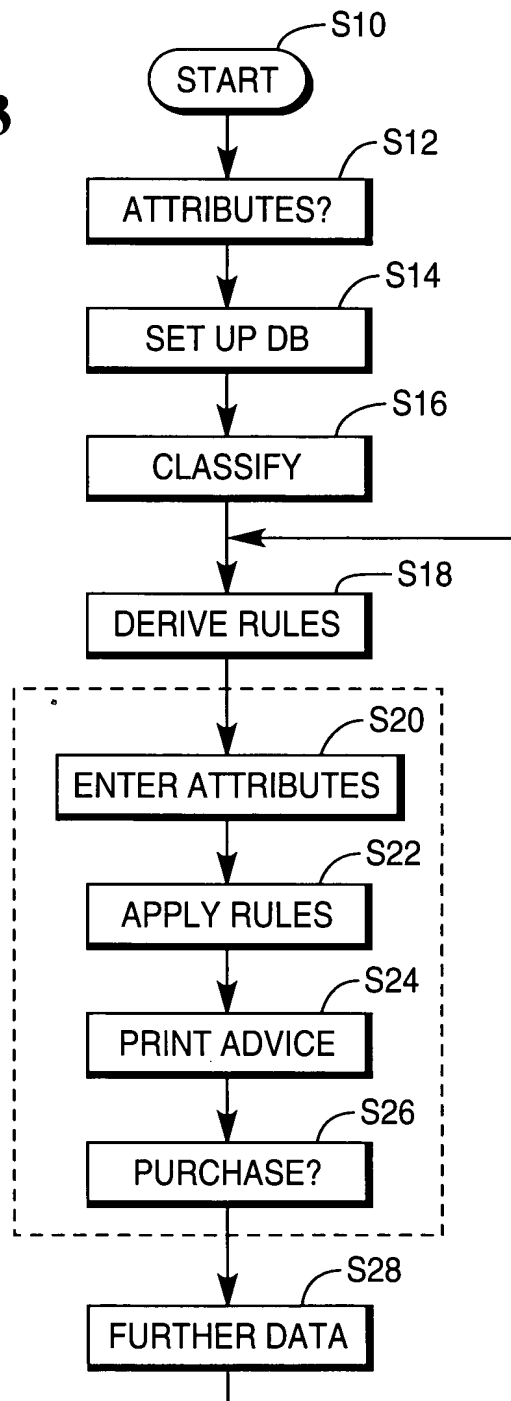 S10
START
S12
ATTRIBUTES?
S14
SET UP DB
S16
CLASSIFY
S18
DERIVE RULES
S20
ENTER ATTRIBUTES
S22
APPLY RULES
S24
PRINT ADVICE
S26
PURCHASE?
S28
FURTHER DATA